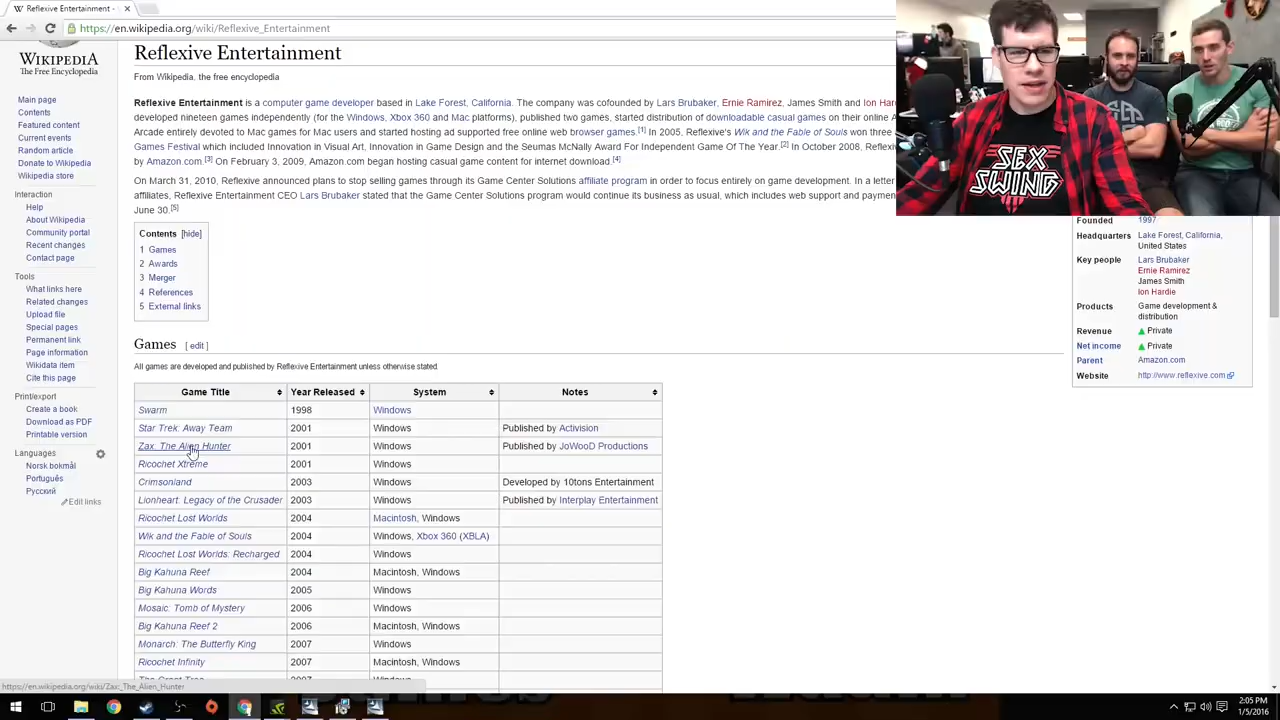 Reflexive Entertainment -
https://en.wikipedia.org/wiki/Reflexive_Entertainment
WIKIPEDIA
The Free Encyclopedia
Main page
Contents
Featured content
Current events
Random article
Donate to Wikipedia
Wikipedia store
Interaction
Help
About Wikipedia
Community portal
Recent changes
Contact page
Tools
What links here
Related changes
Upload file
Special pages
Permanent link
Page information
Wikidata item
Cite this page
Print/export
Create a book
Download as PDF
Printable version
Languages
Norsk bokmål
Português
Русский
Edit links
Reflexive Entertainment
From Wikipedia, the free encyclopedia
Reflexive Entertainment is a computer game developer based in Lake Forest, California. The company was cofounded by Lars Brubaker, Ernie Ramirez, James Smith and Ion Har
developed nineteen games independently (for the Windows, Xbox 360 and Mac platforms), published two games, started distribution of downloadable casual games on their online
Arcade entirely devoted to Mac games for Mac users and started hosting ad supported free online web browser games.[1] In 2005, Reflexive's Wik and the Fable of Souls won three
Games Festival which included Innovation in Visual Art, Innovation in Game Design and the Seumas McNally Award For Independent Game Of The Year.[2] In October 2008, Reflexi
by Amazon.com.[3] On February 3, 2009, Amazon.com began hosting casual game content for internet download.[4]
On March 31, 2010, Reflexive announced plans to stop selling games through its Game Center Solutions affiliate program in order to focus entirely on game development. In a letter
affiliates, Reflexive Entertainment CEO Lars Brubaker stated that the Game Center Solutions program would continue its business as usual, which includes web support and paymen
June 30.[5]
Contents [hide]
1 Games
2 Awards
3 Merger
4 References
5 External links
Games [ edit ]
All games are developed and published by Reflexive Entertainment unless otherwise stated
Game Title Year Released System Notes
Swarm 1998 Windows
Star Trek: Away Team 2001 Windows Published by Activision
Zax: The Alien Hunter 2001 Windows Published by JoWooD Productions
Ricochet Xtreme 2001 Windows
Crimsonland 2003 Windows Developed by 10tons Entertainment
Lionheart: Legacy of the Crusader 2003 Windows Published by Interplay Entertainment
Ricochet Lost Worlds 2004 Macintosh, Windows
Wik and the Fable of Souls 2004 Windows, Xbox 360 (XBLA)
Ricochet Lost Worlds: Recharged 2004 Windows
Big Kahuna Reef 2004 Macintosh, Windows
Big Kahuna Words 2005 Windows
Mosaic: Tomb of Mystery 2006 Windows
Big Kahuna Reef 2 2006 Macintosh, Windows
Monarch: The Butterfly King 2007 Windows
Ricochet Infinity 2007 Macintosh, Windows
Founded 1997
Headquarters Lake Forest, California,
United States
Key people Lars Brubaker
Ernie Ramirez
James Smith
Ion Hardie
Products Game development &
distribution
Revenue Private
Net income Private
Parent Amazon.com
Website http://www.reflexive.com
SEX
SWING
https://en.wikipedia.org/wiki/Zax:_The_Alien_Hunter
2:05 PM
1/5/2016